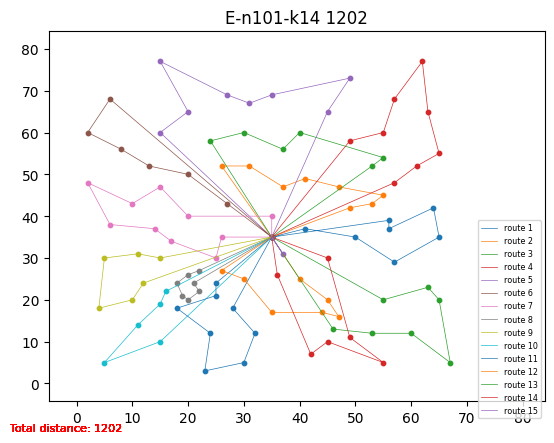 E-n101-k14 1202
80
70
60
50
40
30
20
10
0
0 10 20 30 40 50 60 70 80
route 1
route 2
route 3
route 4
route 5
route 6
route 7
route 8
route 9
route 10
route 11
route 12
route 13
route 14
route 15
Total distance: 1202